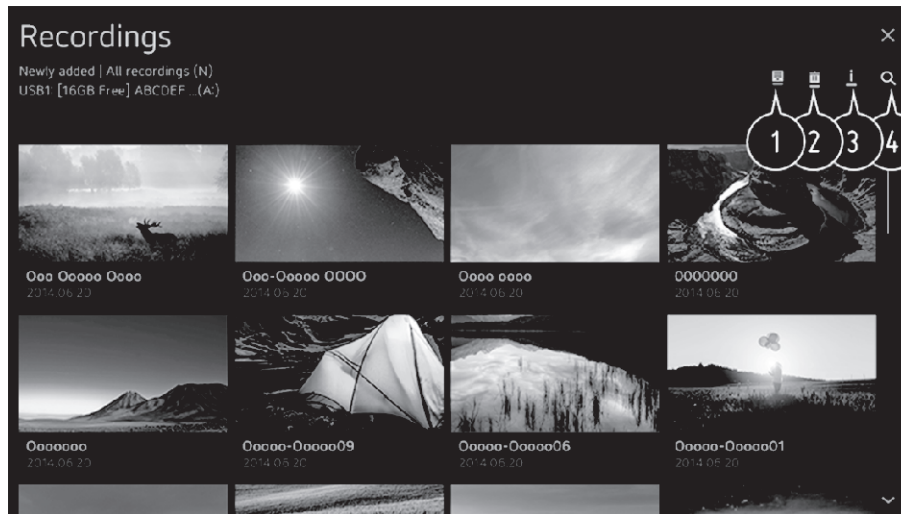 Recordings
Newly added | All recordings (N)
USB1: [16GB Free] ABCDEF ...(A:)
1 2 3 4
Ooo Ooooo Oooo
2014.06.20
Ooo-Ooooo OOOO
2014.06.20
Oooo oooo
2014.06.20
OOOOOOO
2014.06.20
Ooooooo
2014.06.20
Ooooo-Ooooo09
2014.06.20
Ooooo-Ooooo06
2014.06.20
Ooooo-Ooooo01
2014.06.20